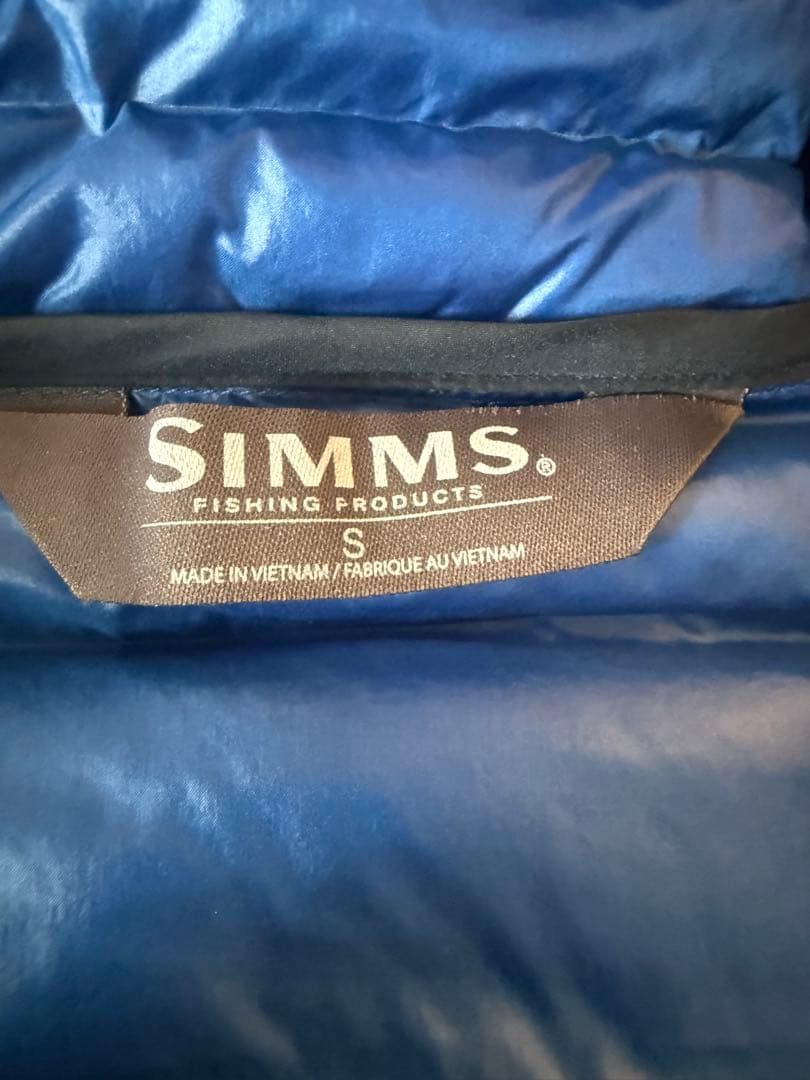 SIMMS®
FISHING PRODUCTS
S
MADE IN VIETNAM / FABRIQUE AU VIETNAM